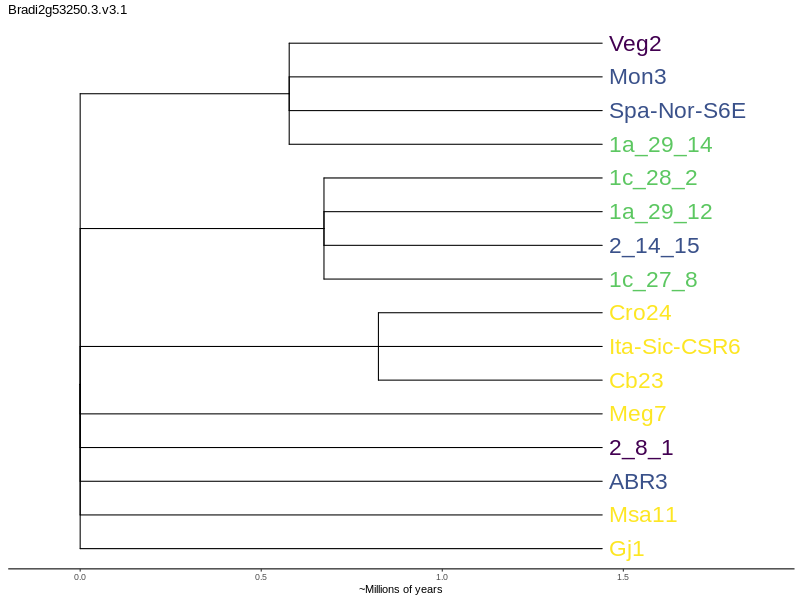 Bradi2g53250.3.v3.1
Veg2
Mon3
Spa-Nor-S6E
1a_29_14
1c_28_2
1a_29_12
2_14_15
1c_27_8
Cro24
Ita-Sic-CSR6
Cb23
Meg7
2_8_1
ABR3
Msa11
Gj1
0.0 0.5 1.0 1.5
~Millions of years